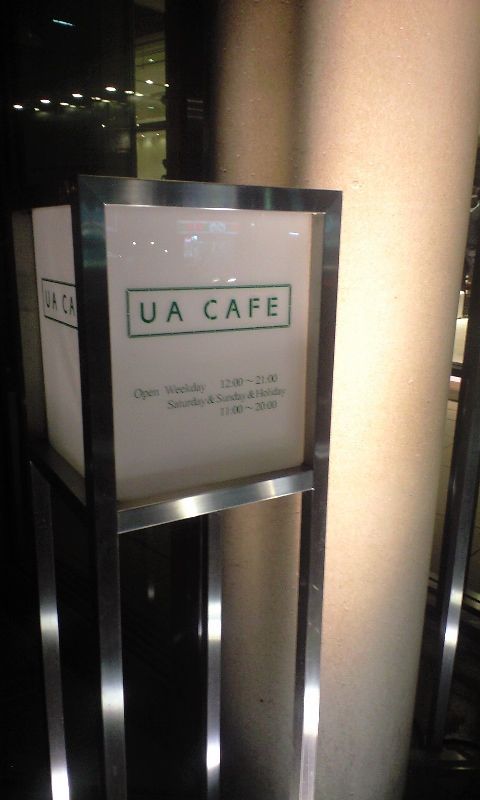 UA CAFE
UA CA
Open Weekday 12:00～21:00
Saturday & Sunday & Holiday
11:00～20:00